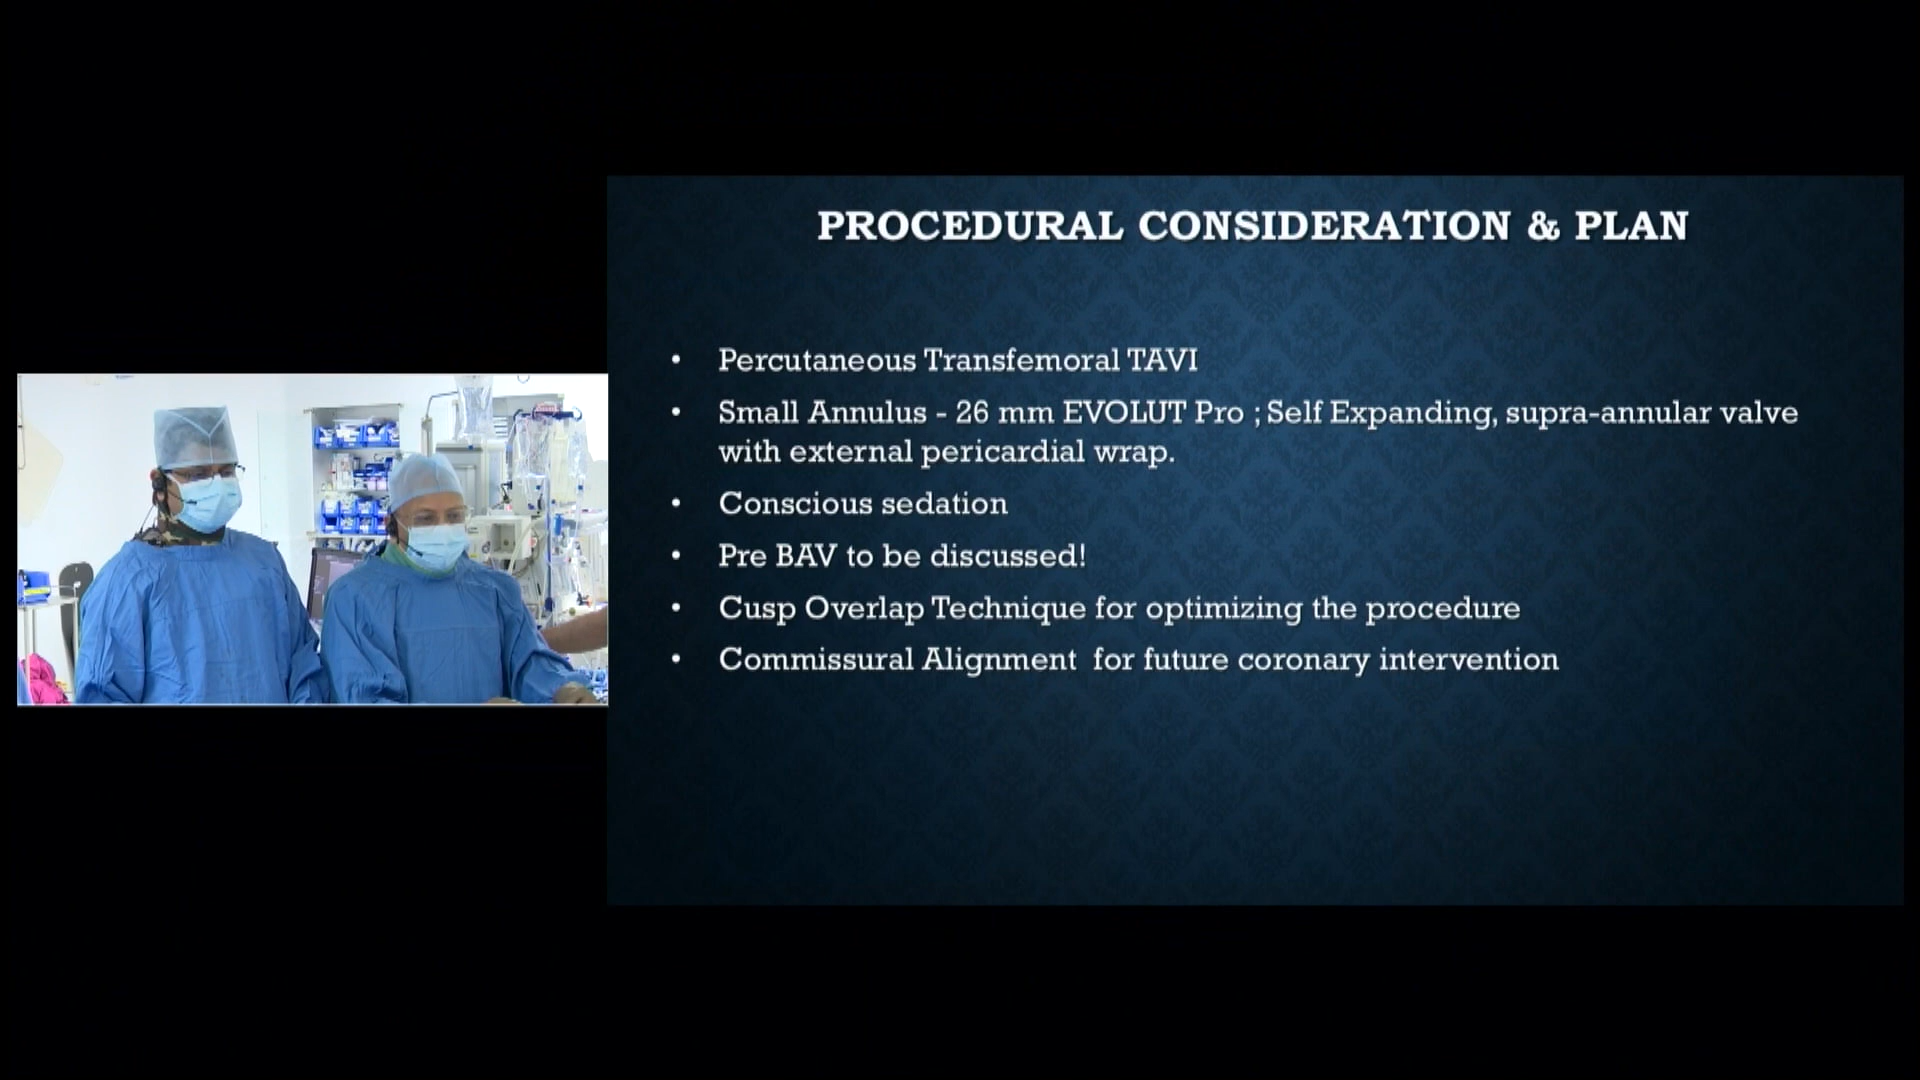 PROCEDURAL CONSIDERATION & PLAN
• Percutaneous Transfemoral TAVI
• Small Annulus - 26 mm EVOLUT Pro ; Self Expanding, supra-annular valve
with external pericardial wrap.
• Conscious sedation
• Pre BAV to be discussed!
• Cusp Overlap Technique for optimizing the procedure
• Commissural Alignment for future coronary intervention